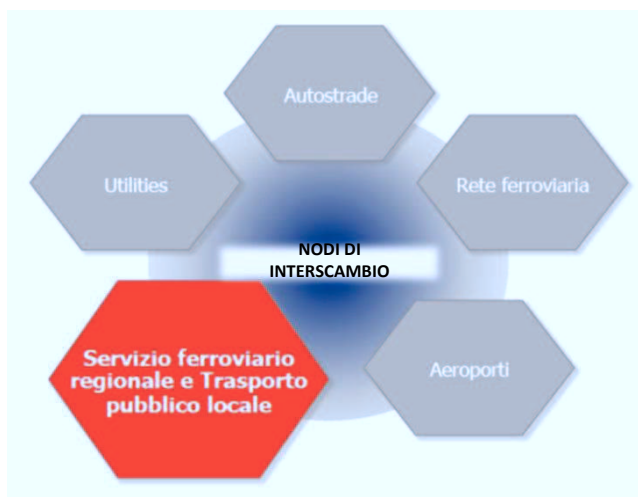 Autostrade
Utilities
Rete ferroviaria
NODI DI
INTERSCAMBIO
Servizio ferroviario
regionale e Trasporto
pubblico locale
Aeroporti